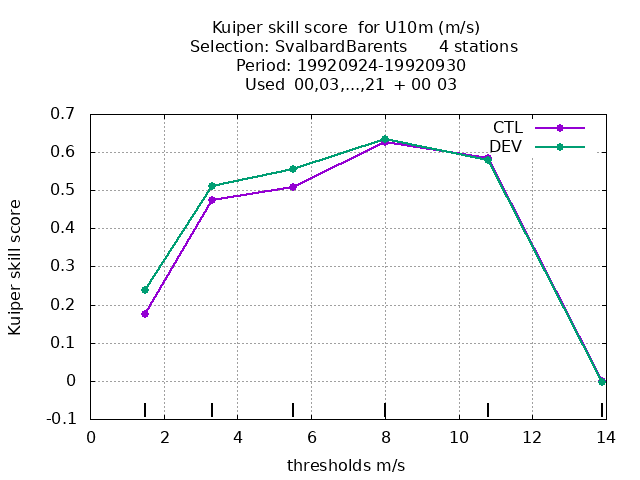 Kuiper skill score  for U10m (m/s)
Selection: SvalbardBarents      4 stations
Period: 19920924-19920930
Used  00,03,...,21  + 00 03
CTL
DEV
Kuiper skill score
0.7
0.6
0.5
0.4
0.3
0.2
0.1
0
-0.1
0 2 4 6 8 10 12 14
thresholds m/s